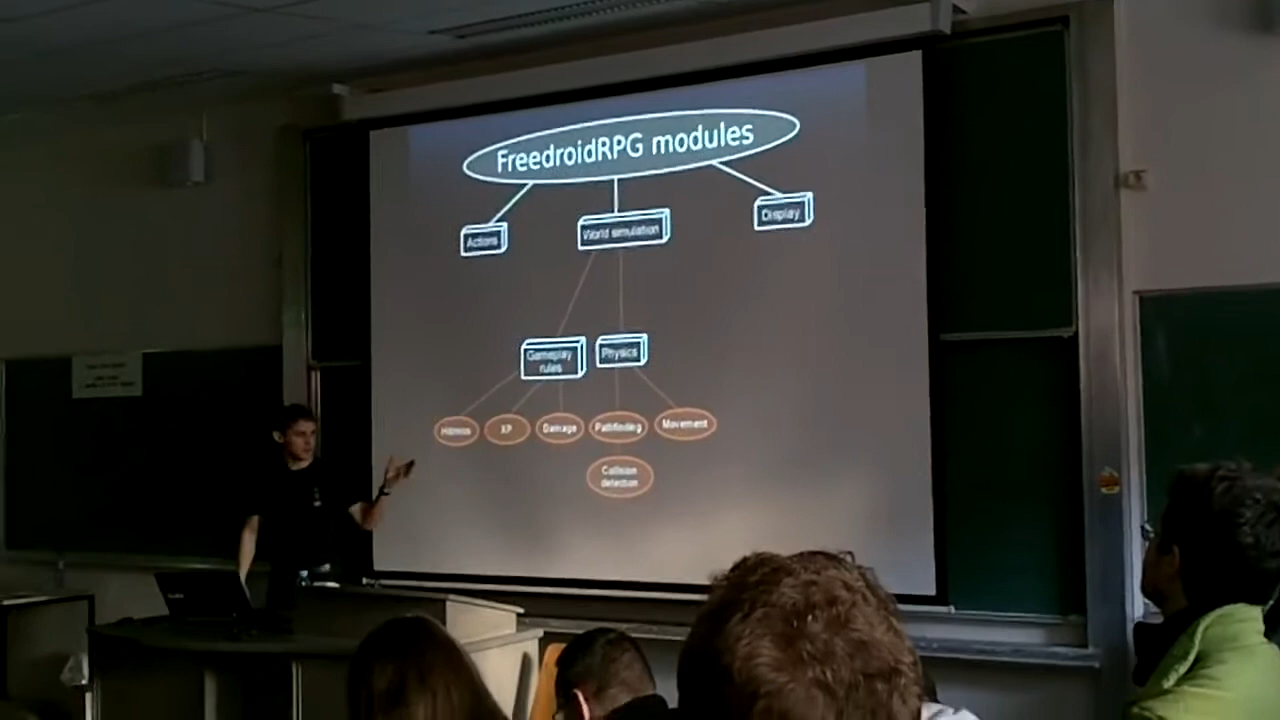 FreedroidRPG modules
Actions
World simulation
Display
Gameplay
rules
Physics
Hitmiss
XP
Damage
Pathfinding
Movement
Collision
detection